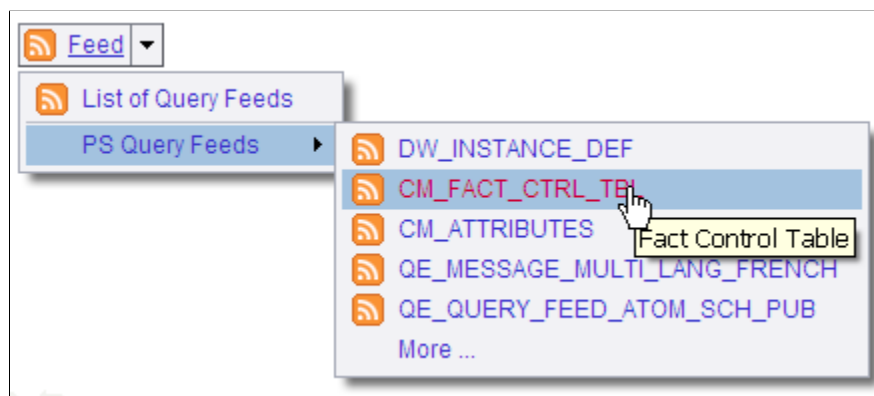 Feed
List of Query Feeds
PS Query Feeds
DW_INSTANCE_DEF
CM_FACT_CTRL_TBL
CM_ATTRIBUTES
Fact Control Table
QE_MESSAGE_MULTI_LANG_FRENCH
QE_QUERY_FEED_ATOM_SCH_PUB
More ...